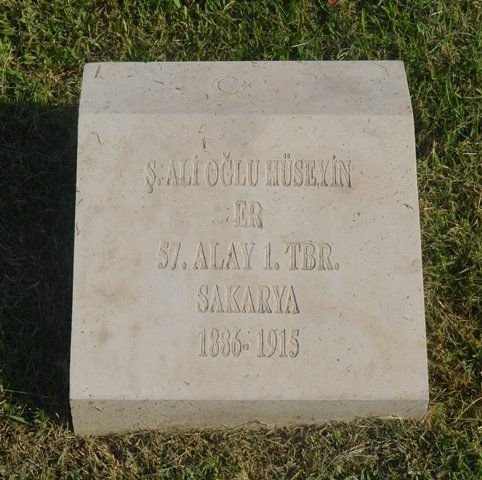 Ş. ALİ OĞLU HÜSEYİN
ER
57. ALAY 1. TBR.
SAKARYA
1886-1915